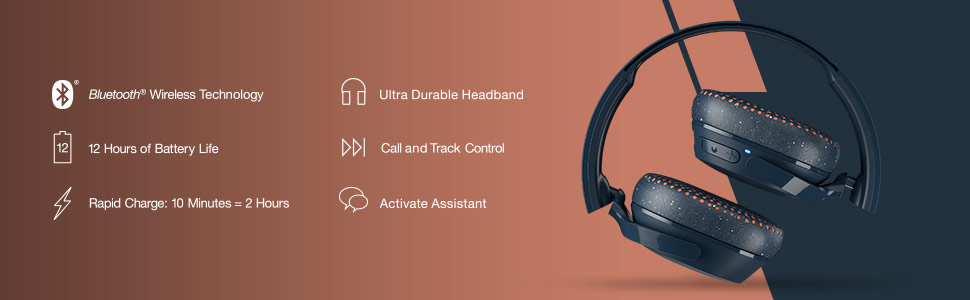 Bluetooth® Wireless Technology
12 Hours of Battery Life
12
Rapid Charge: 10 Minutes = 2 Hours
Ultra Durable Headband
Call and Track Control
Activate Assistant